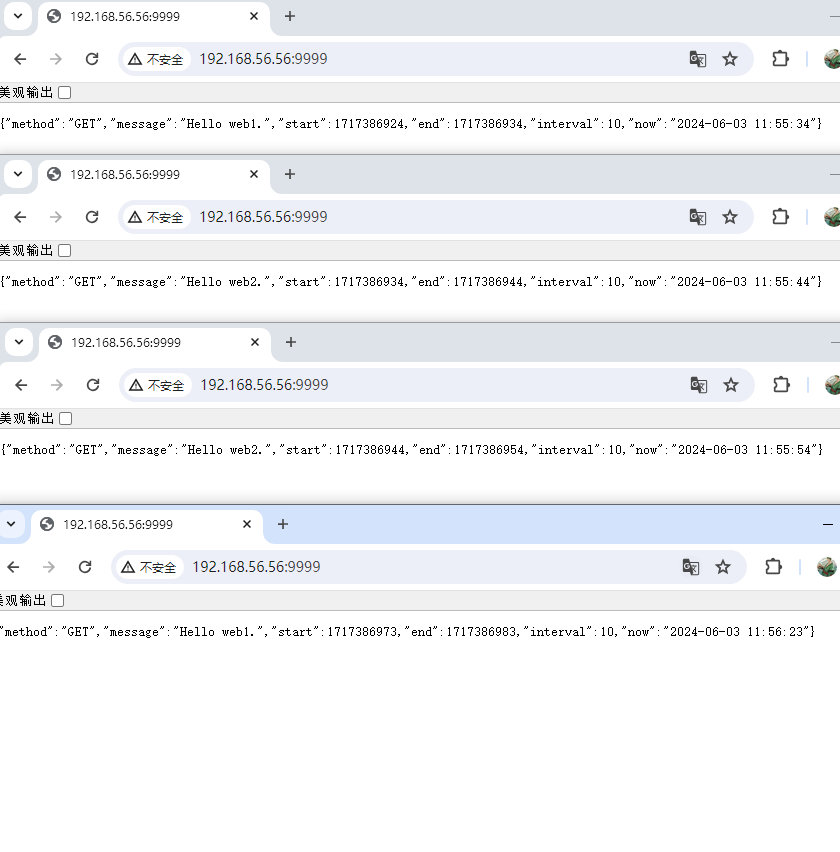 192.168.56.56:9999
不安全 192.168.56.56:9999
美观输出
{"method":"GET","message":"Hello web1.","start":1717386924,"end":1717386934,"interval":10,"now":"2024-06-03 11:55:34"}
192.168.56.56:9999
不安全 192.168.56.56:9999
美观输出
{"method":"GET","message":"Hello web2.","start":1717386934,"end":1717386944,"interval":10,"now":"2024-06-03 11:55:44"}
192.168.56.56:9999
不安全 192.168.56.56:9999
美观输出
{"method":"GET","message":"Hello web2.","start":1717386944,"end":1717386954,"interval":10,"now":"2024-06-03 11:55:54"}
192.168.56.56:9999
不安全 192.168.56.56:9999
美观输出
"method":"GET","message":"Hello web1.","start":1717386973,"end":1717386983,"interval":10,"now":"2024-06-03 11:56:23"}